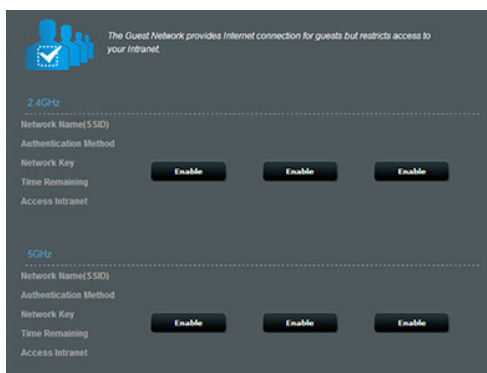 The Guest Network provides Internet connection for guests but restricts access to
your Intranet.
2.4GHz
Network Name(SSID)
Authentication Method
Network Key
Enable Enable Enable
Time Remaining
Access Intranet
5GHz
Network Name(SSID)
Authentication Method
Network Key
Enable Enable Enable
Time Remaining
Access Intranet